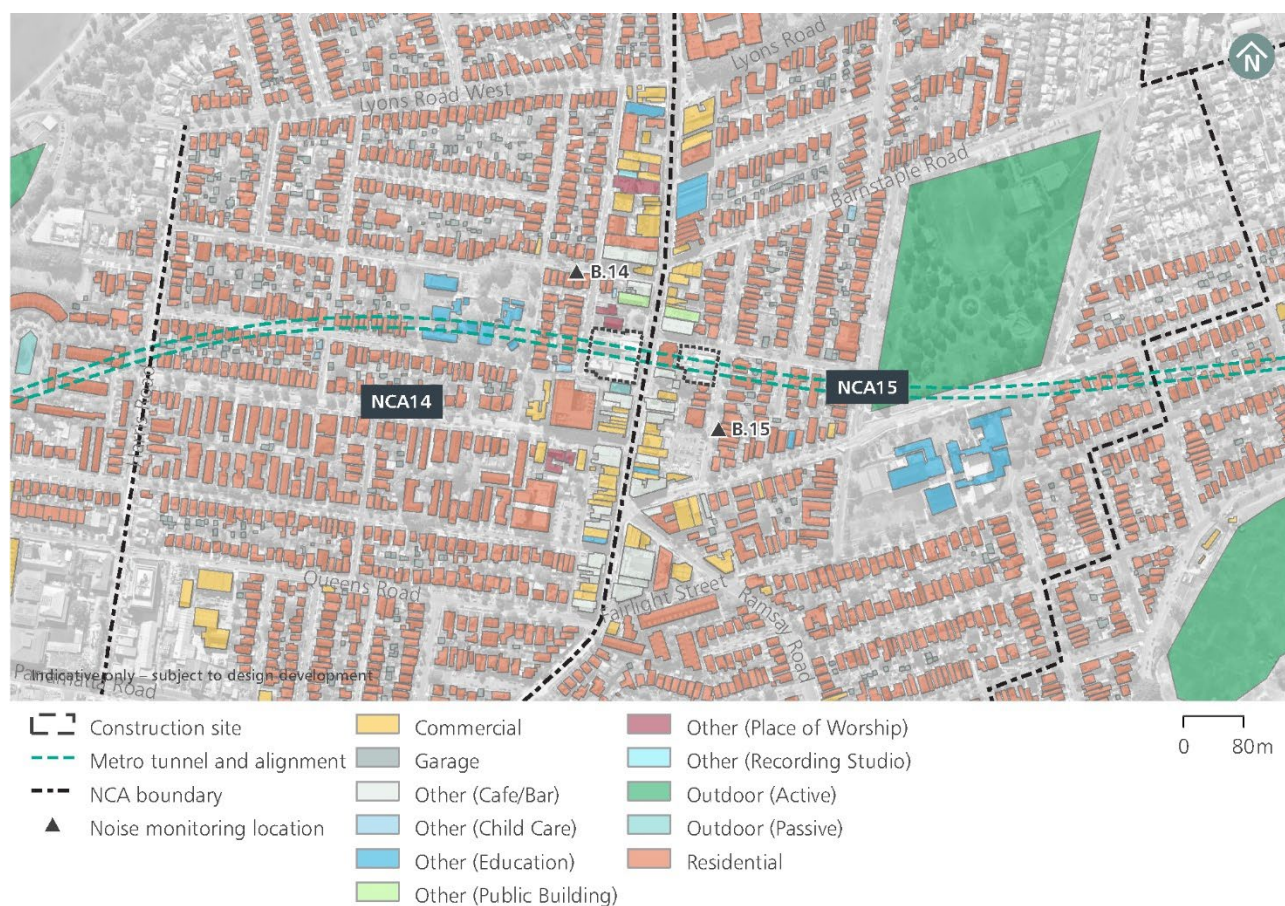 Lyons Road
N
Lyons Road West
Barnstaple Road
B.14
NCA14
NCA15
B.15
Queens Road
Fairlight Street
Ramsay Road
Parramatta Road
Indicative only – subject to design development
Construction site
Metro tunnel and alignment
NCA boundary
Noise monitoring location
Commercial
Garage
Other (Cafe/Bar)
Other (Child Care)
Other (Education)
Other (Public Building)
Other (Place of Worship)
Other (Recording Studio)
Outdoor (Active)
Outdoor (Passive)
Residential
0 80m